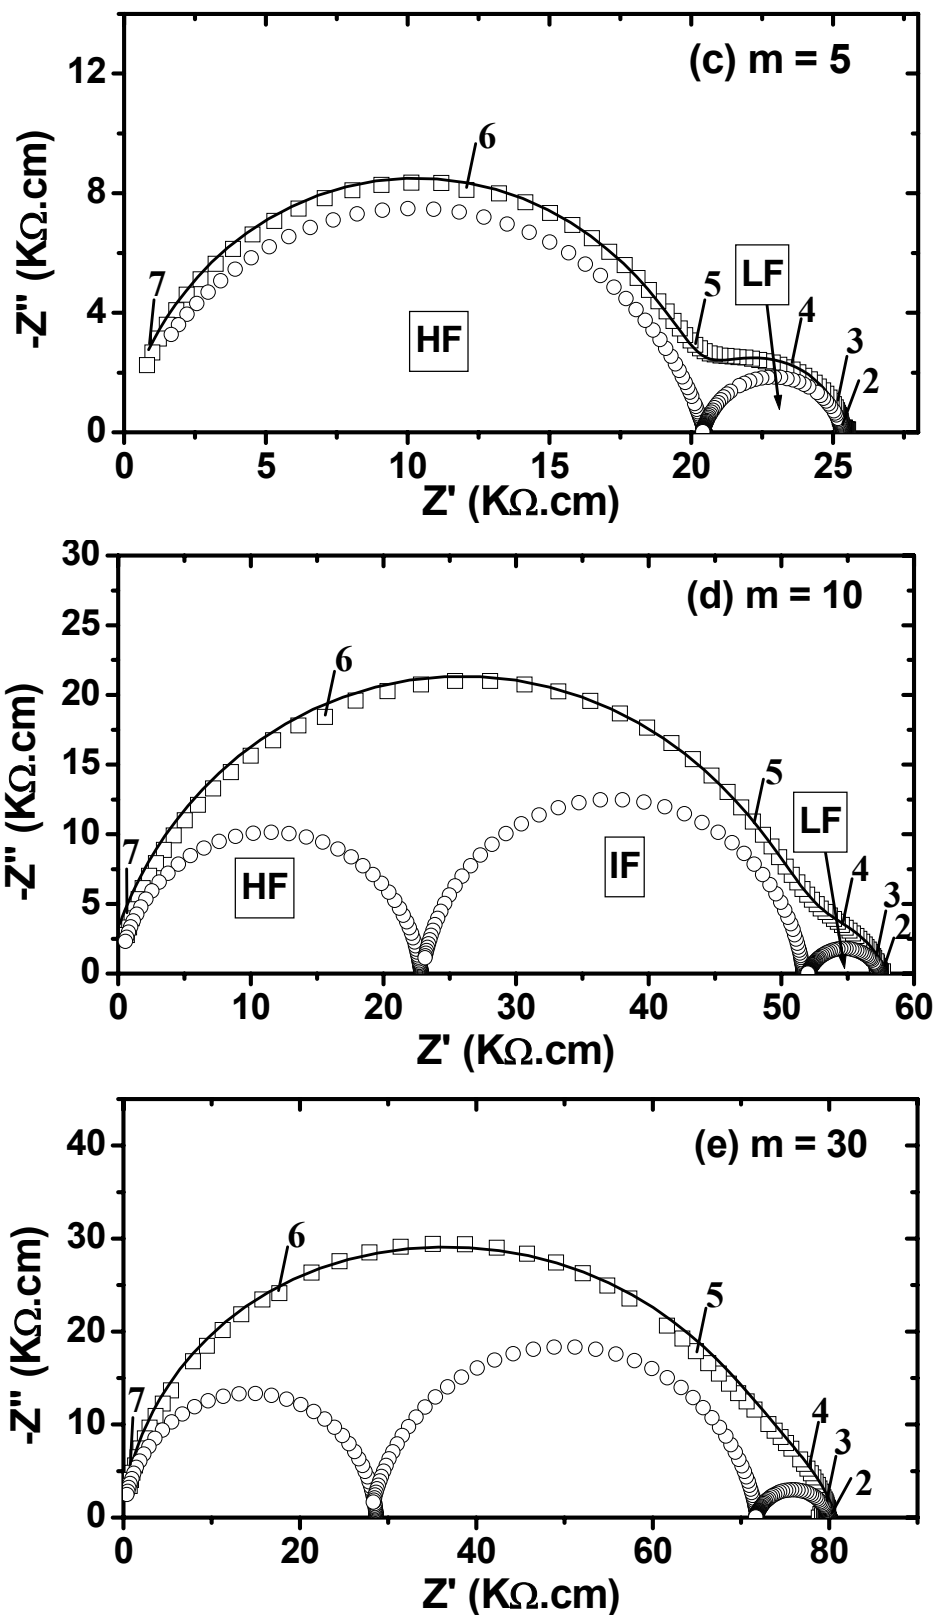 (c) m = 5
12
8
4
0
-Z'' (KΩ.cm)
6
7
5
LF
4
3
2
HF
0 5 10 15 20 25
Z' (KΩ.cm)
30
25
20
15
10
5
0
-Z'' (KΩ.cm)
(d) m = 10
6
5
LF
7
HF
IF
4
3
2
0 10 20 30 40 50 60
Z' (KΩ.cm)
40
30
20
10
0
-Z'' (KΩ.cm)
(e) m = 30
6
5
7
4
3
2
0 20 40 60 80
Z' (KΩ.cm)